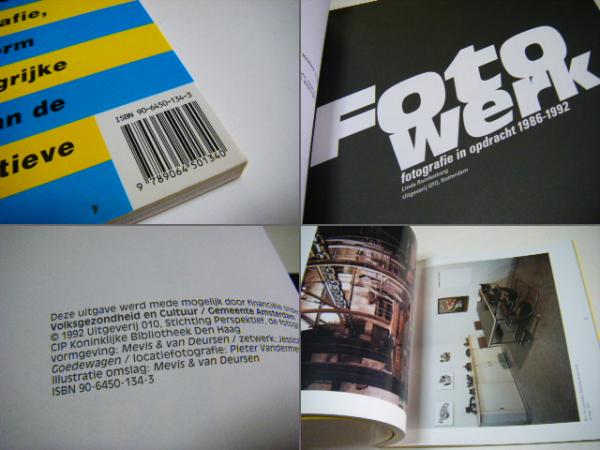 afie,
orm
grijke
an de
tieve
ISBN 90-6450-134-3
9 789064 501340
Foto
werk
fotografie in opdracht 1986-1992
Linda Roodenburg
Uitgeverij 010, Rotterdam
Deze uitgave werd mede mogelijk door financiële onder
Volksgezondheid en Cultuur / Gemeente Amsterdam
© 1992 Uitgeverij 010, Stichting Perspektief, de fotogr
CIP Koninklijke Bibliotheek Den Haag
vormgeving: Mevis & van Deursen / zetwerk: Jessica
Goedewagen / locatiefotografie: Pieter Vandermeer
illustratie omslag: Mevis & van Deursen
ISBN 90-6450-134-3